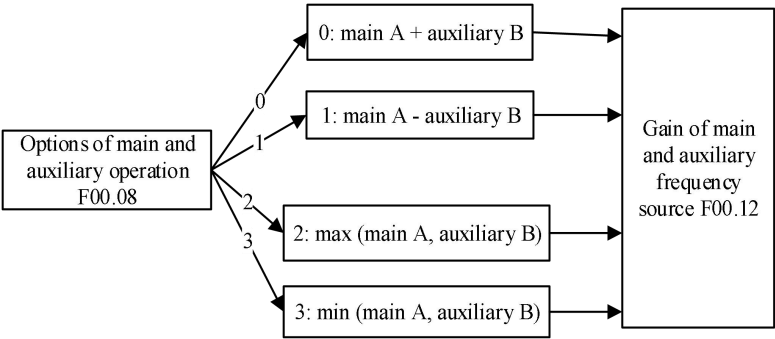 Options of main and
auxiliary operation
F00.08
0
1
2
3
0: main A + auxiliary B
1: main A - auxiliary B
2: max (main A, auxiliary B)
3: min (main A, auxiliary B)
Gain of main
and auxiliary
frequency
source F00.12